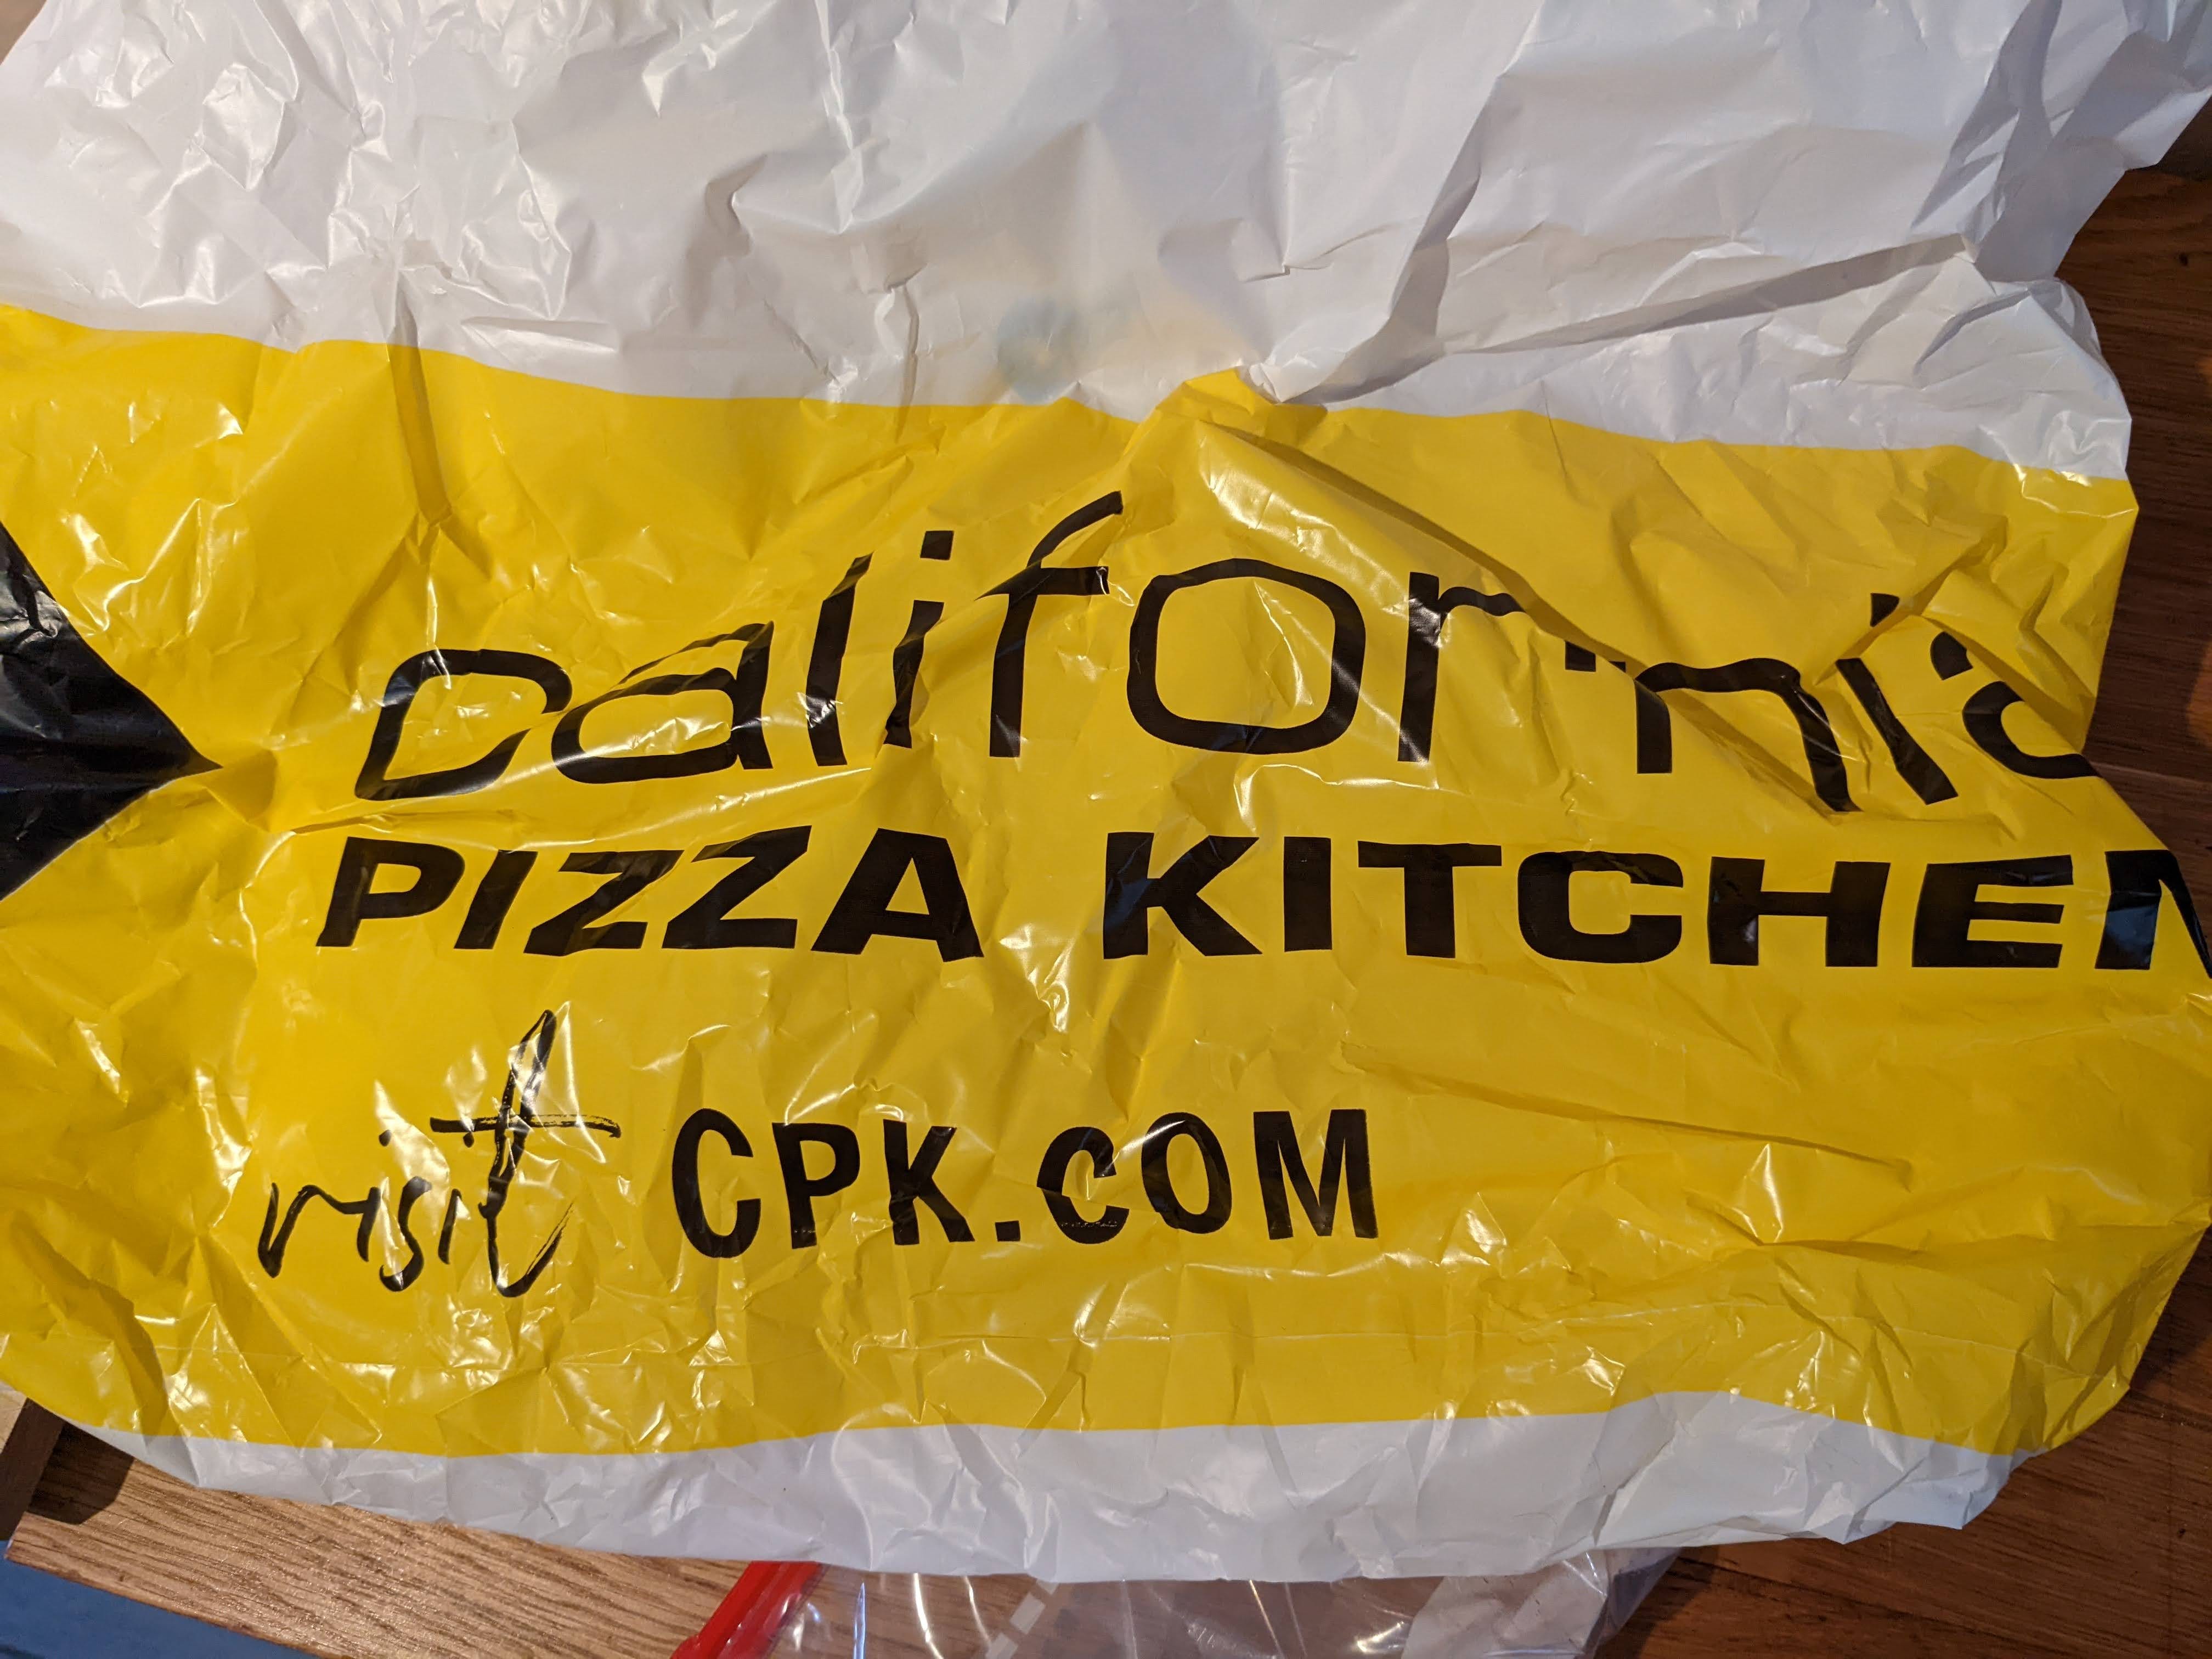 california
PIZZA KITCHEN
visit CPK.COM